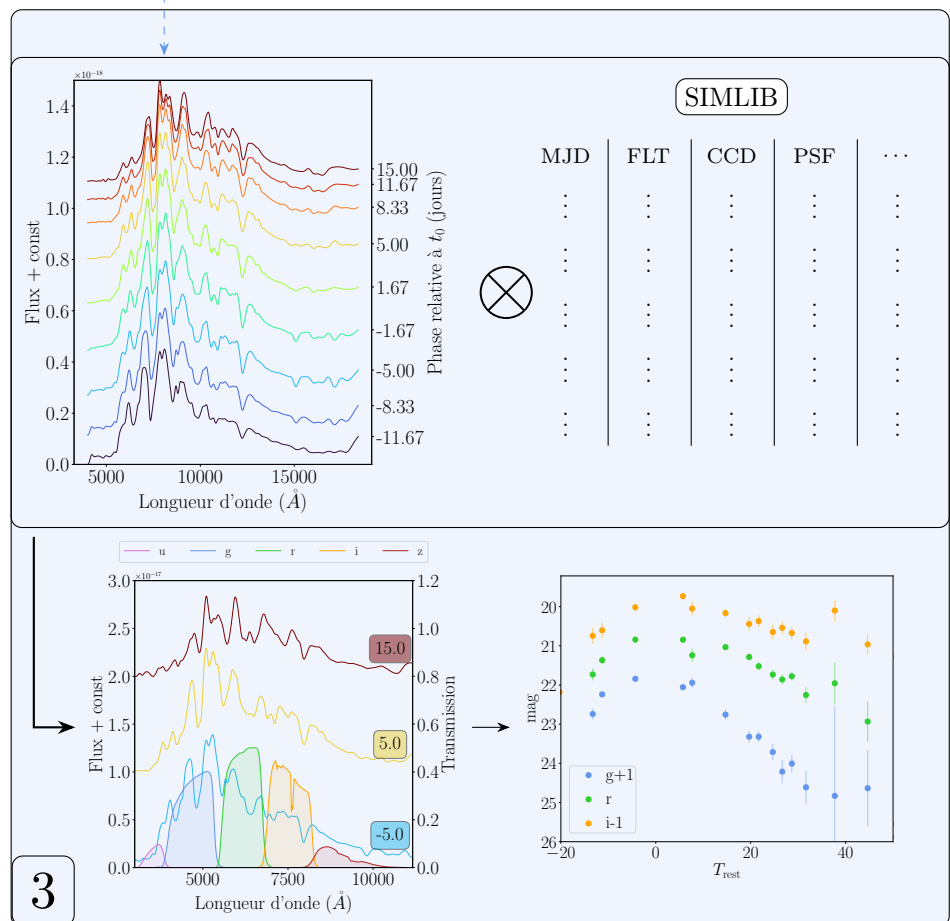 ×10⁻¹⁸
1.4
1.2
1.0
0.8
0.6
0.4
0.2
0.0
Flux + const
5000 10000 15000
Longueur d'onde (Å)
15.00
11.67
8.33
5.00
1.67
-1.67
-5.00
-8.33
-11.67
Phase relative à t₀ (jours)
SIMLIB
MJD FLT CCD PSF ···
u g r i z
×10⁻¹⁷
3.0
2.5
2.0
1.5
1.0
0.5
0.0
Flux + const
15.0
5.0
-5.0
1.2
1.0
0.8
0.6
0.4
0.2
0.0
Transmission
5000 7500 10000
Longueur d'onde (Å)
20
21
22
23
24
25
26
mag
g+1
r
i-1
-20 0 20 40
T_rest
3